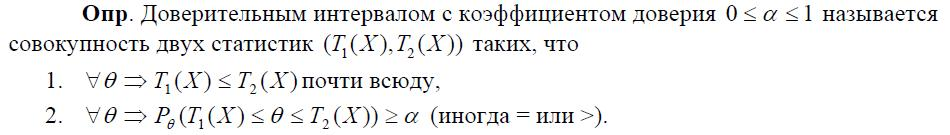 Опр. Доверительным интервалом с коэффициентом доверия 0 ≤ α ≤ 1 называется
совокупность двух статистик (T₁(X),T₂(X)) таких, что
1. ∀θ ⇒ T₁(X) ≤ T₂(X) почти всюду,
2. ∀θ ⇒ P_θ(T₁(X) ≤ θ ≤ T₂(X)) ≥ α (иногда = или >).